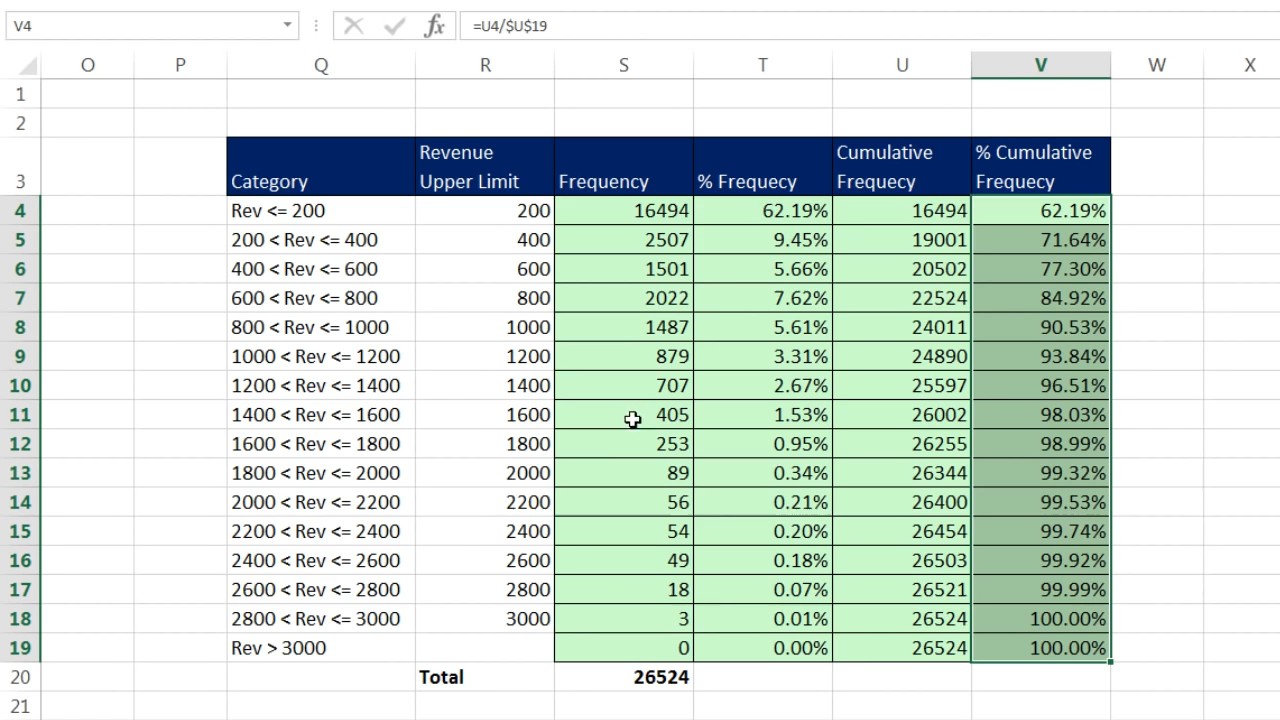 V4 fx =U4/$U$19
O P Q R S T U V W X
1
2
Revenue Cumulative % Cumulative
3 Category Upper Limit Frequency % Frequecy Frequecy Frequecy
4 Rev <= 200 200 16494 62.19% 16494 62.19%
5 200 < Rev <= 400 400 2507 9.45% 19001 71.64%
6 400 < Rev <= 600 600 1501 5.66% 20502 77.30%
7 600 < Rev <= 800 800 2022 7.62% 22524 84.92%
8 800 < Rev <= 1000 1000 1487 5.61% 24011 90.53%
9 1000 < Rev <= 1200 1200 879 3.31% 24890 93.84%
10 1200 < Rev <= 1400 1400 707 2.67% 25597 96.51%
11 1400 < Rev <= 1600 1600 405 1.53% 26002 98.03%
12 1600 < Rev <= 1800 1800 253 0.95% 26255 98.99%
13 1800 < Rev <= 2000 2000 89 0.34% 26344 99.32%
14 2000 < Rev <= 2200 2200 56 0.21% 26400 99.53%
15 2200 < Rev <= 2400 2400 54 0.20% 26454 99.74%
16 2400 < Rev <= 2600 2600 49 0.18% 26503 99.92%
17 2600 < Rev <= 2800 2800 18 0.07% 26521 99.99%
18 2800 < Rev <= 3000 3000 3 0.01% 26524 100.00%
19 Rev > 3000 0 0.00% 26524 100.00%
20 Total 26524
21